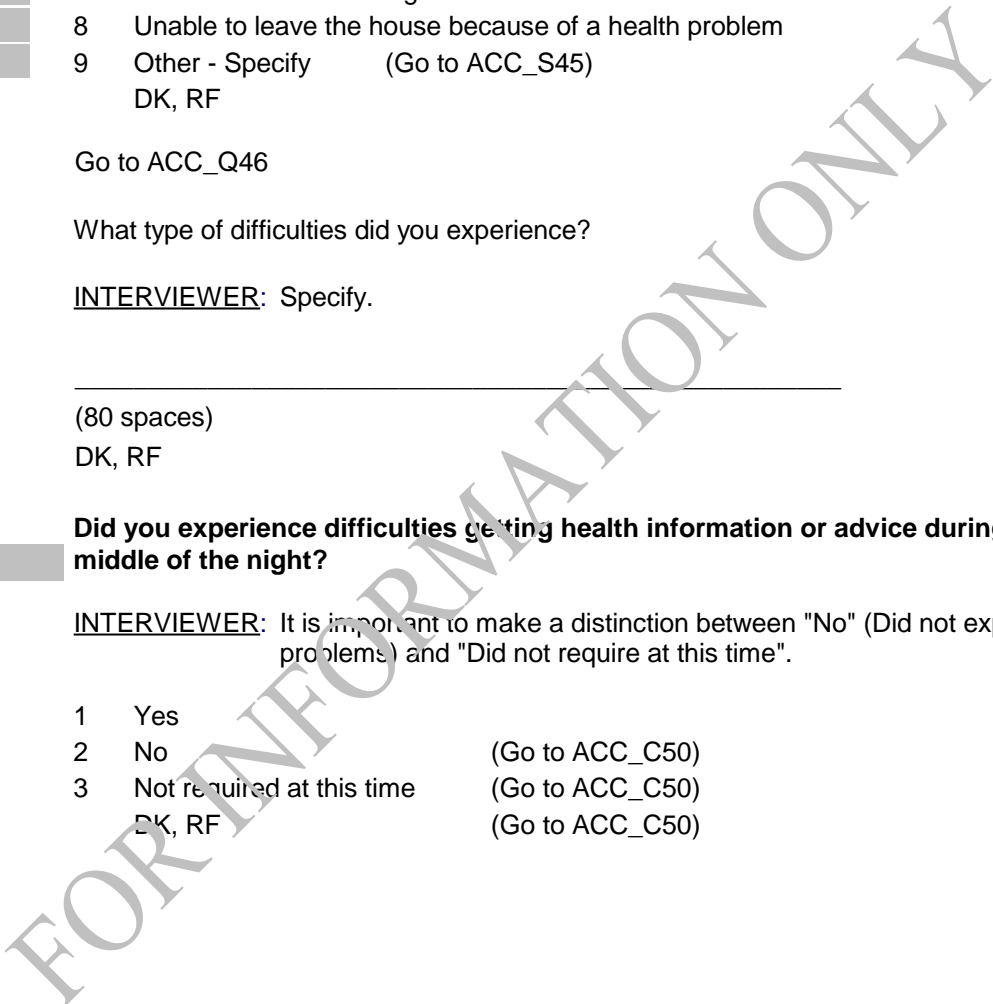 8 Unable to leave the house because of a health problem
9 Other - Specify (Go to ACC_S45)
DK, RF
Go to ACC_Q46
What type of difficulties did you experience?
INTERVIEWER: Specify.
(80 spaces)
DK, RF
Did you experience difficulties getting health information or advice during
middle of the night?
INTERVIEWER: It is important to make a distinction between "No" (Did not
problems) and "Did not require at this time".
1 Yes
2 No (Go to ACC_C50)
3 Not required at this time (Go to ACC_C50)
DK, RF (Go to ACC_C50)
FOR INFORMATION ONLY